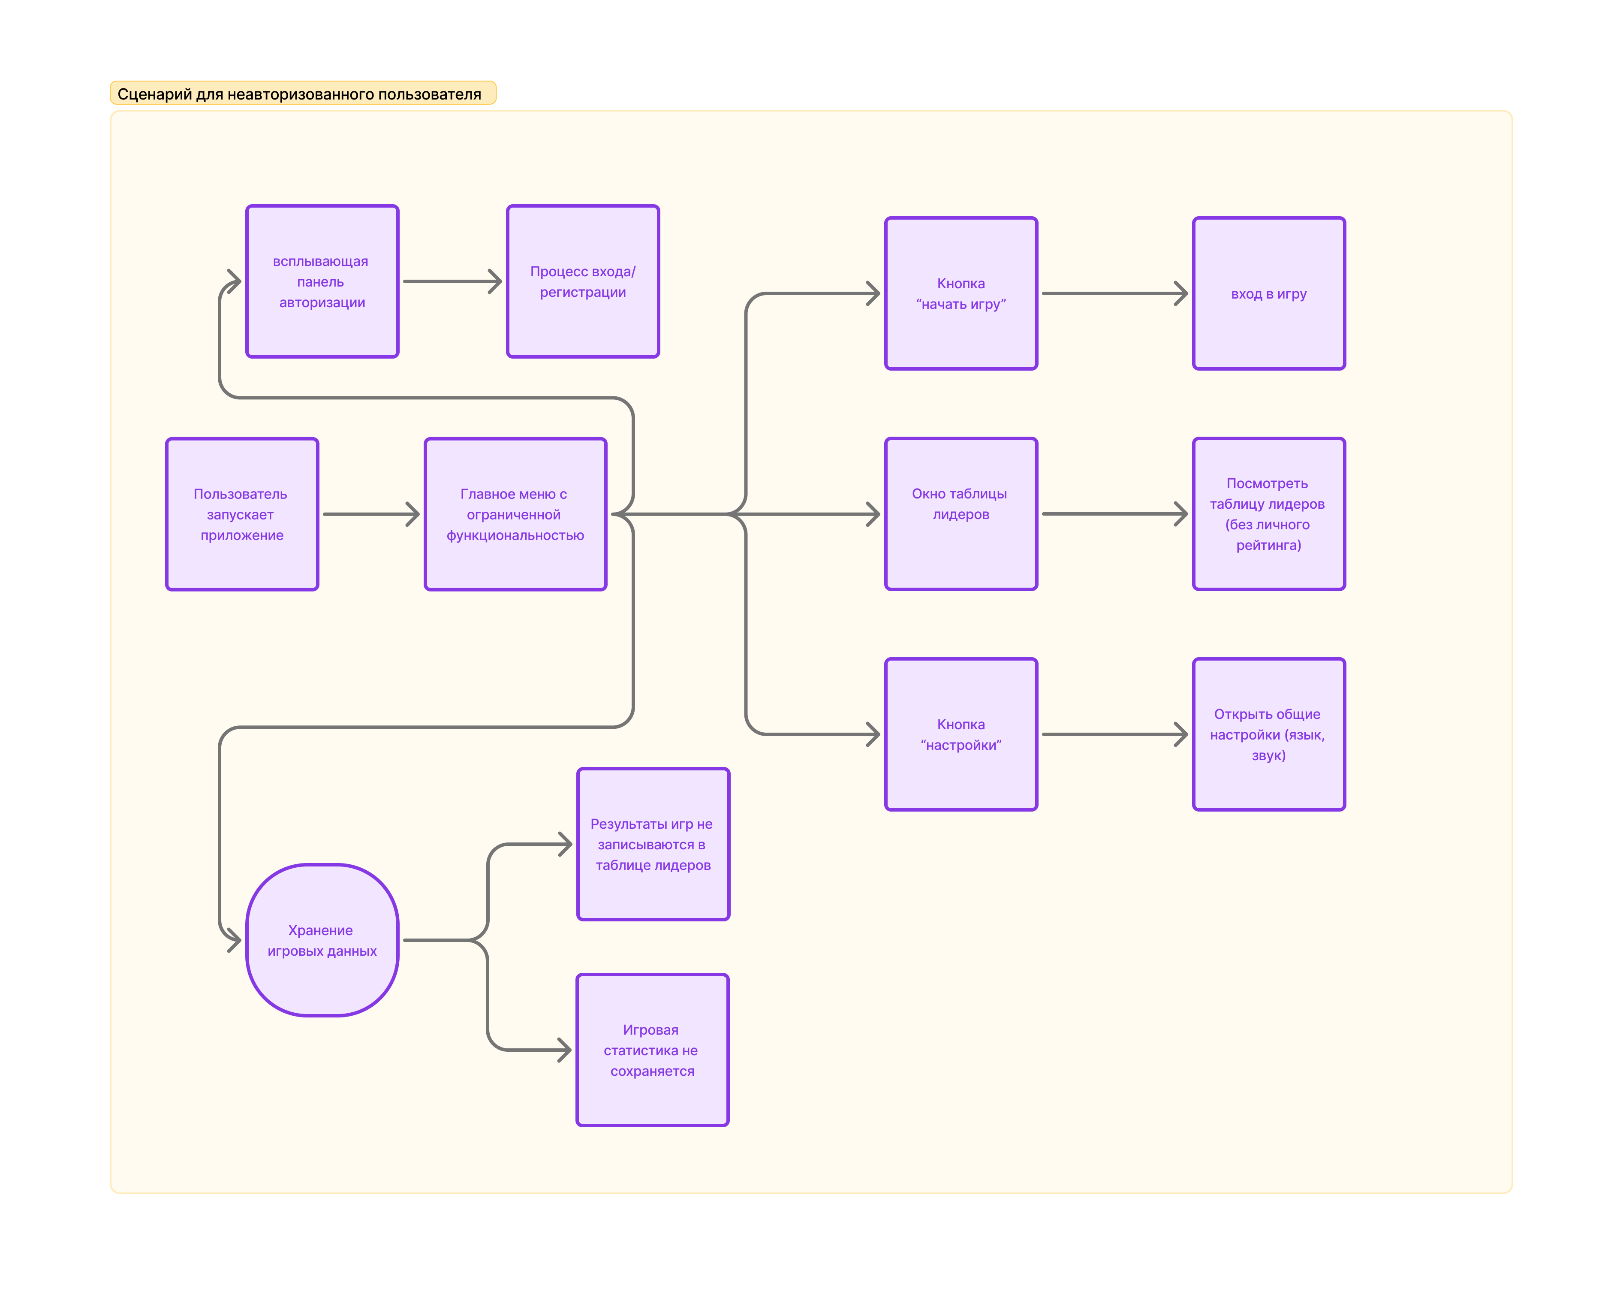 Сценарий для неавторизованного пользователя
всплывающая
панель
авторизации
Процесс входа/
регистрации
Кнопка
“начать игру”
вход в игру
Пользователь
запускает
приложение
Главное меню с
ограниченной
функциональностью
Окно таблицы
лидеров
Посмотреть
таблицу лидеров
(без личного
рейтинга)
Кнопка
“настройки”
Открыть общие
настройки (язык,
звук)
Результаты игр не
записываются в
таблице лидеров
Хранение
игровых данных
Игровая
статистика не
сохраняется